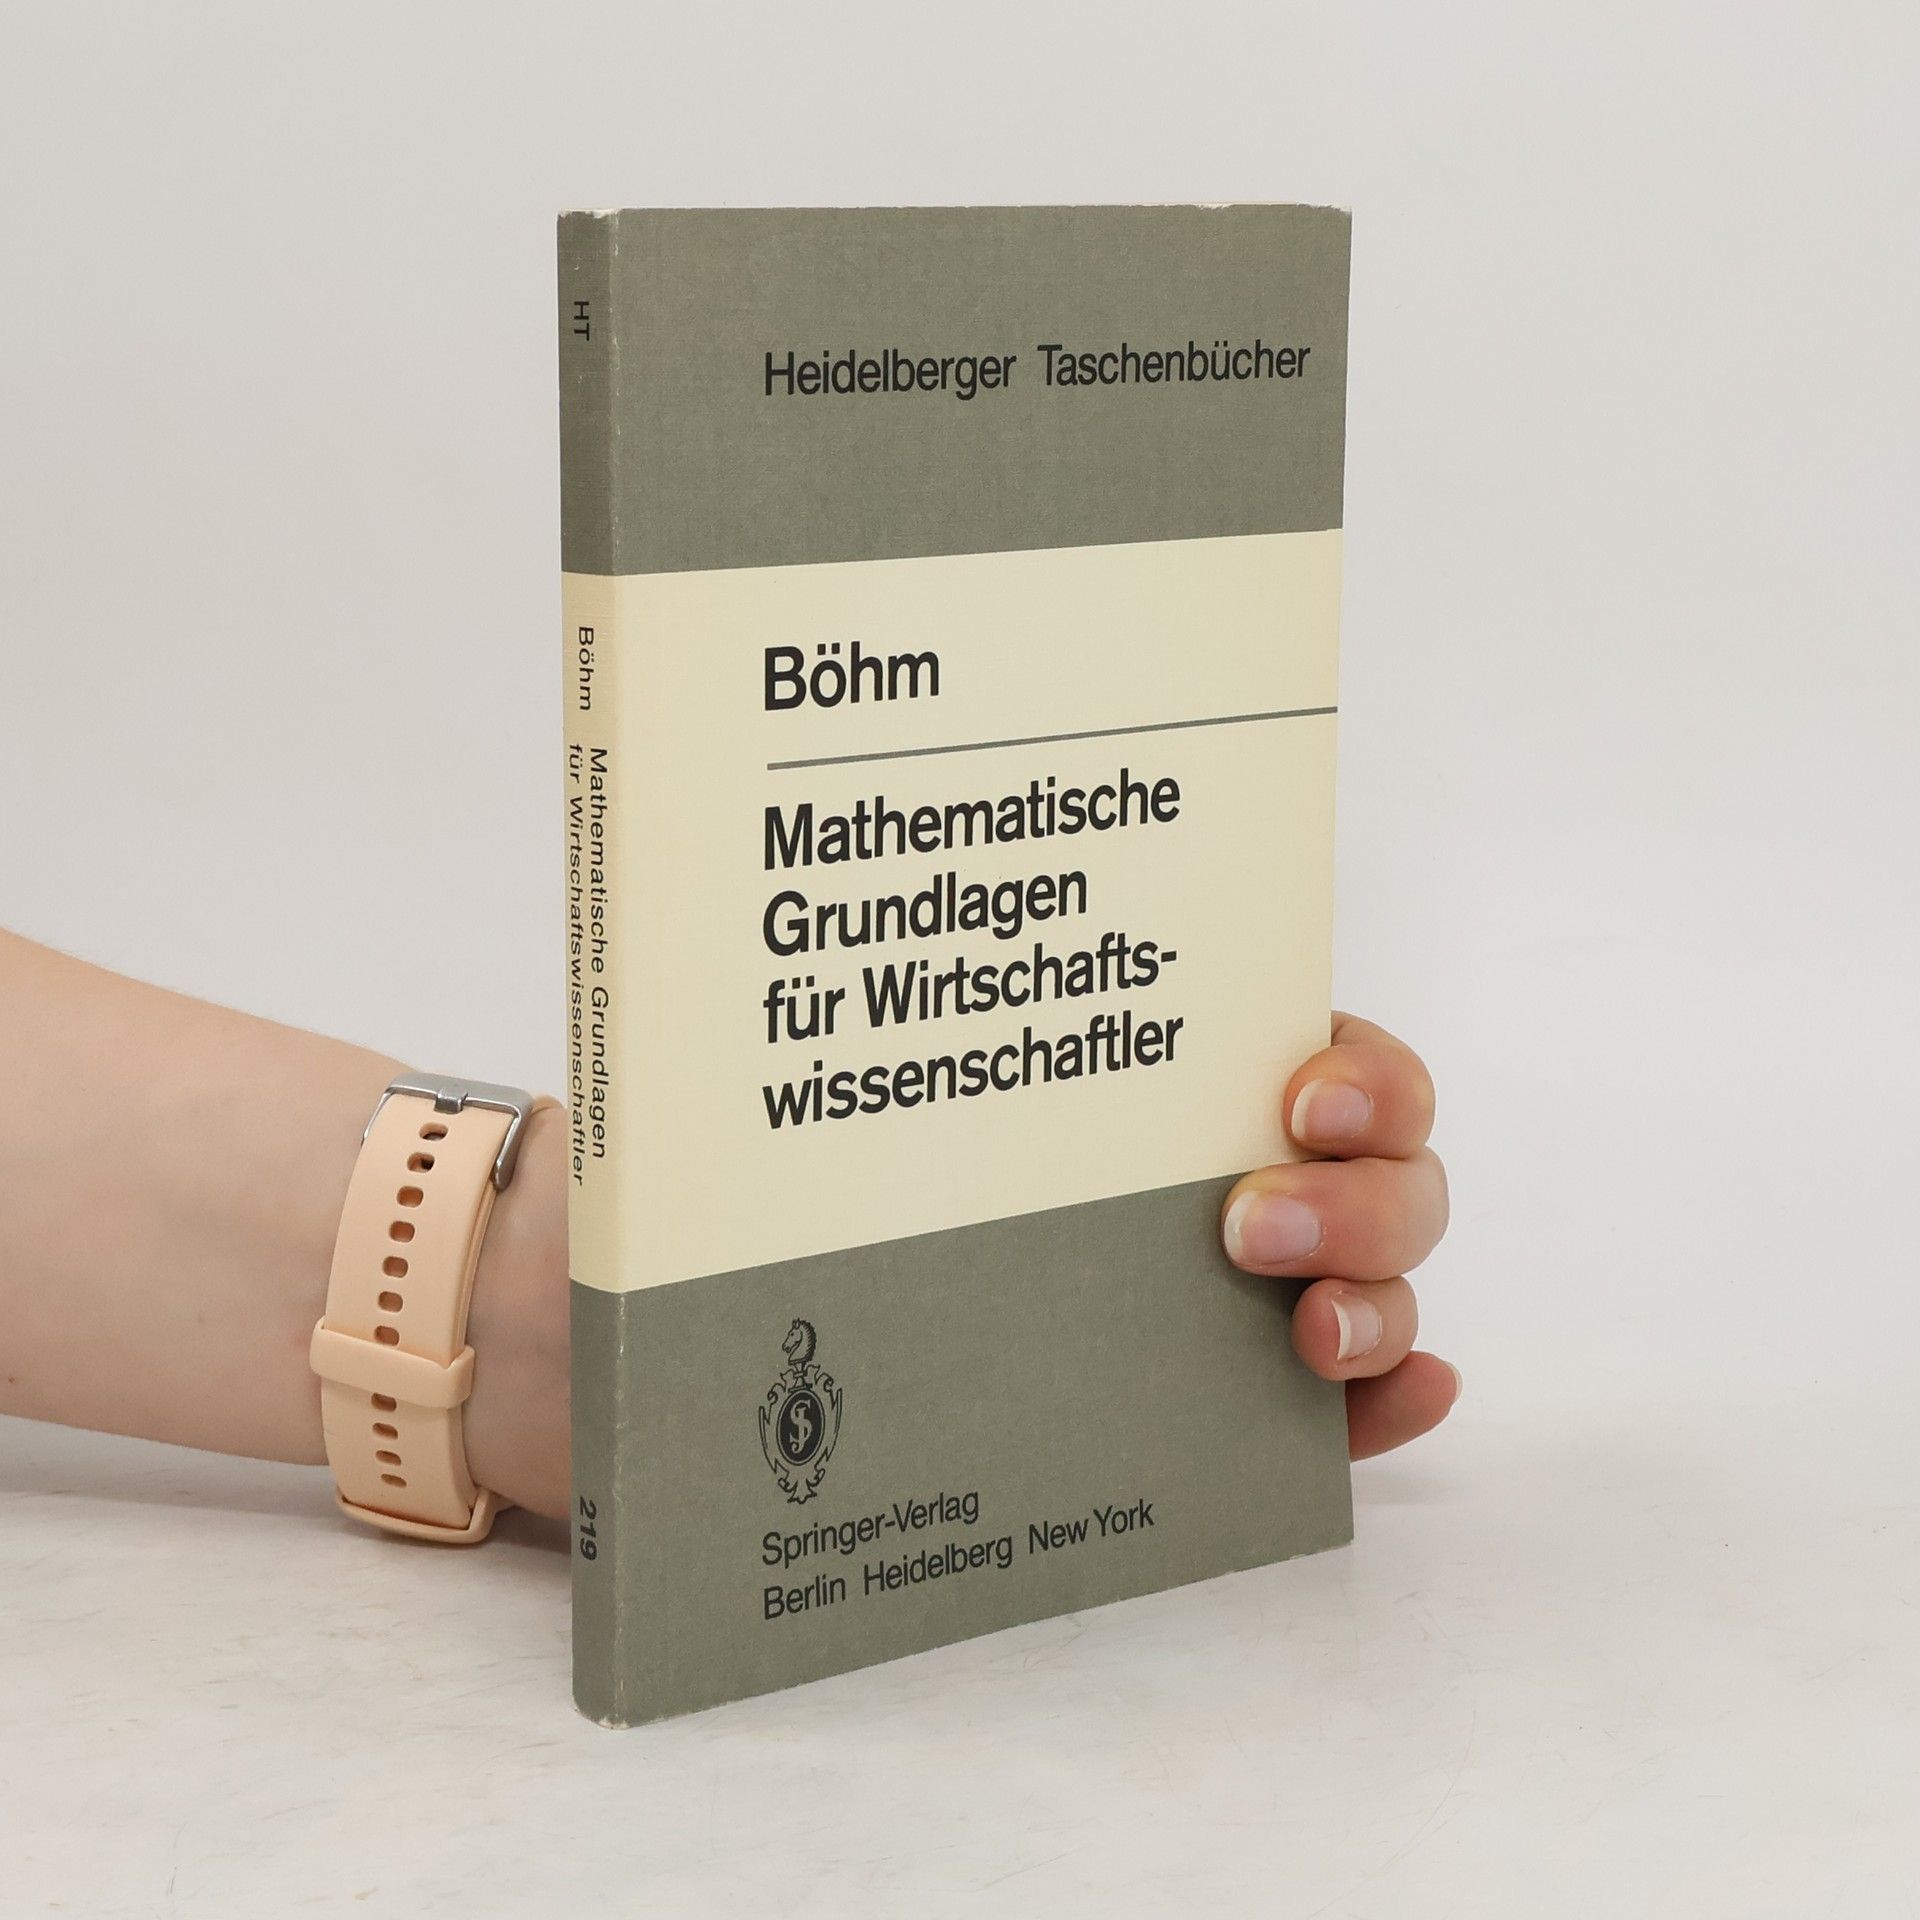 HT
Böhm
Mathematische Grundlagen
für Wirtschaftswissenschaftler
219
Heidelberger Taschenbücher
Böhm
Mathematische
Grundlagen
für Wirtschafts-
wissenschaftler
Springer-Verlag
Berlin Heidelberg New York